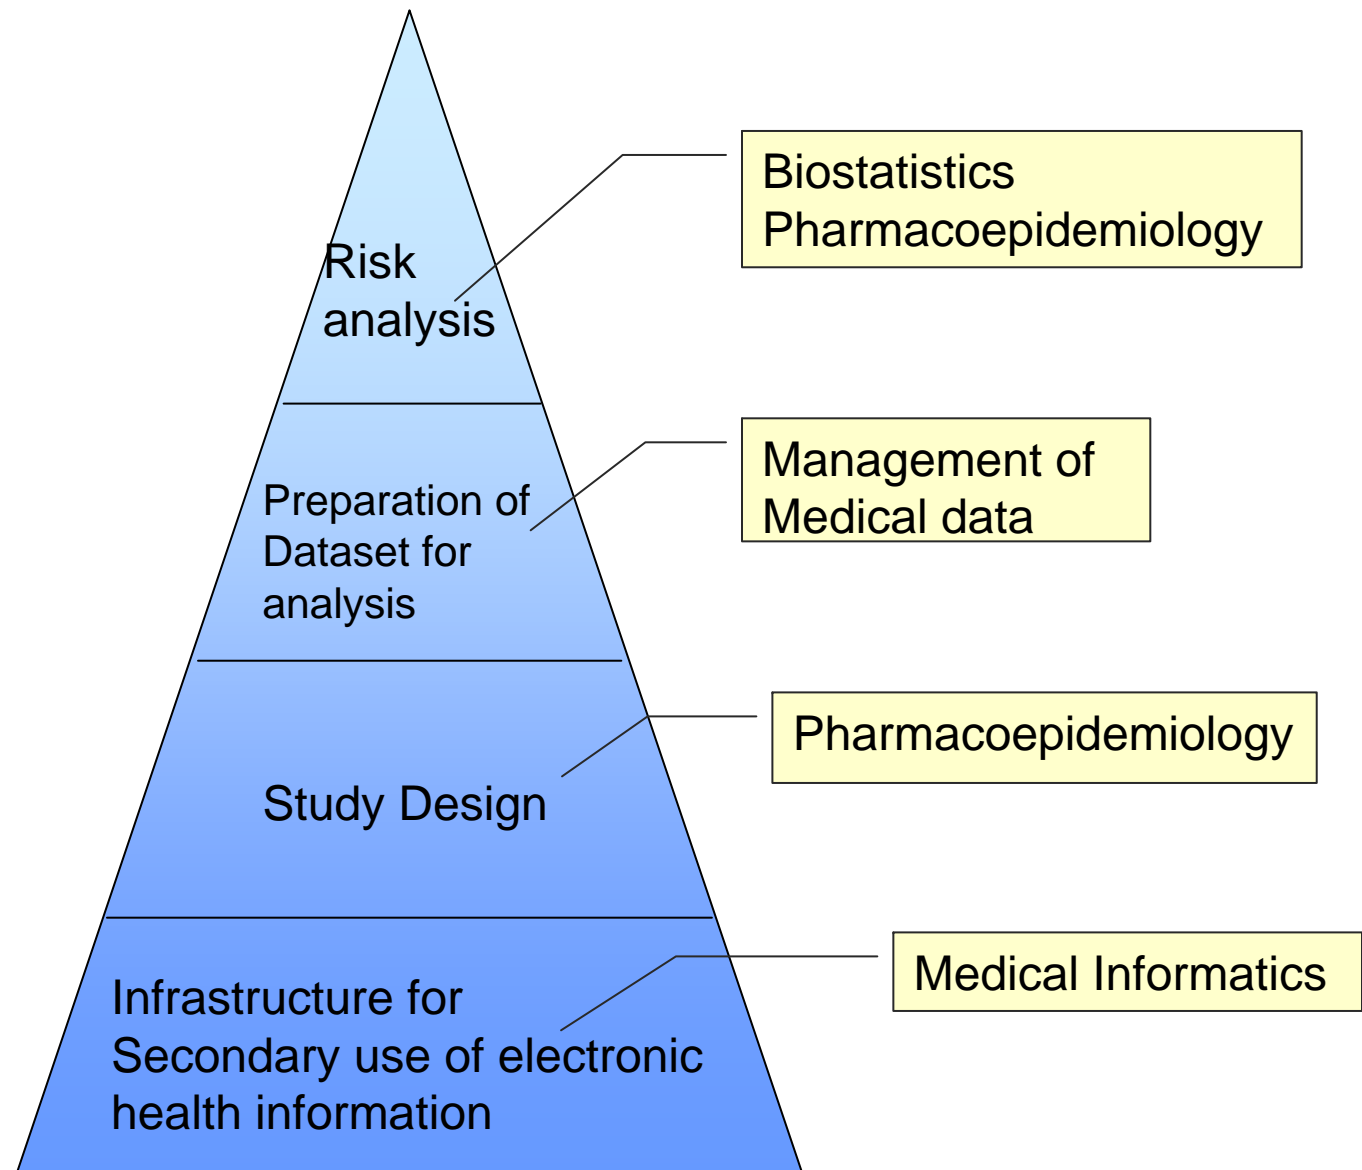 Biostatistics
Pharmacoepidemiology
Risk
analysis
Management of
Medical data
Preparation of
Dataset for
analysis
Pharmacoepidemiology
Study Design
Medical Informatics
Infrastructure for
Secondary use of electronic
health information